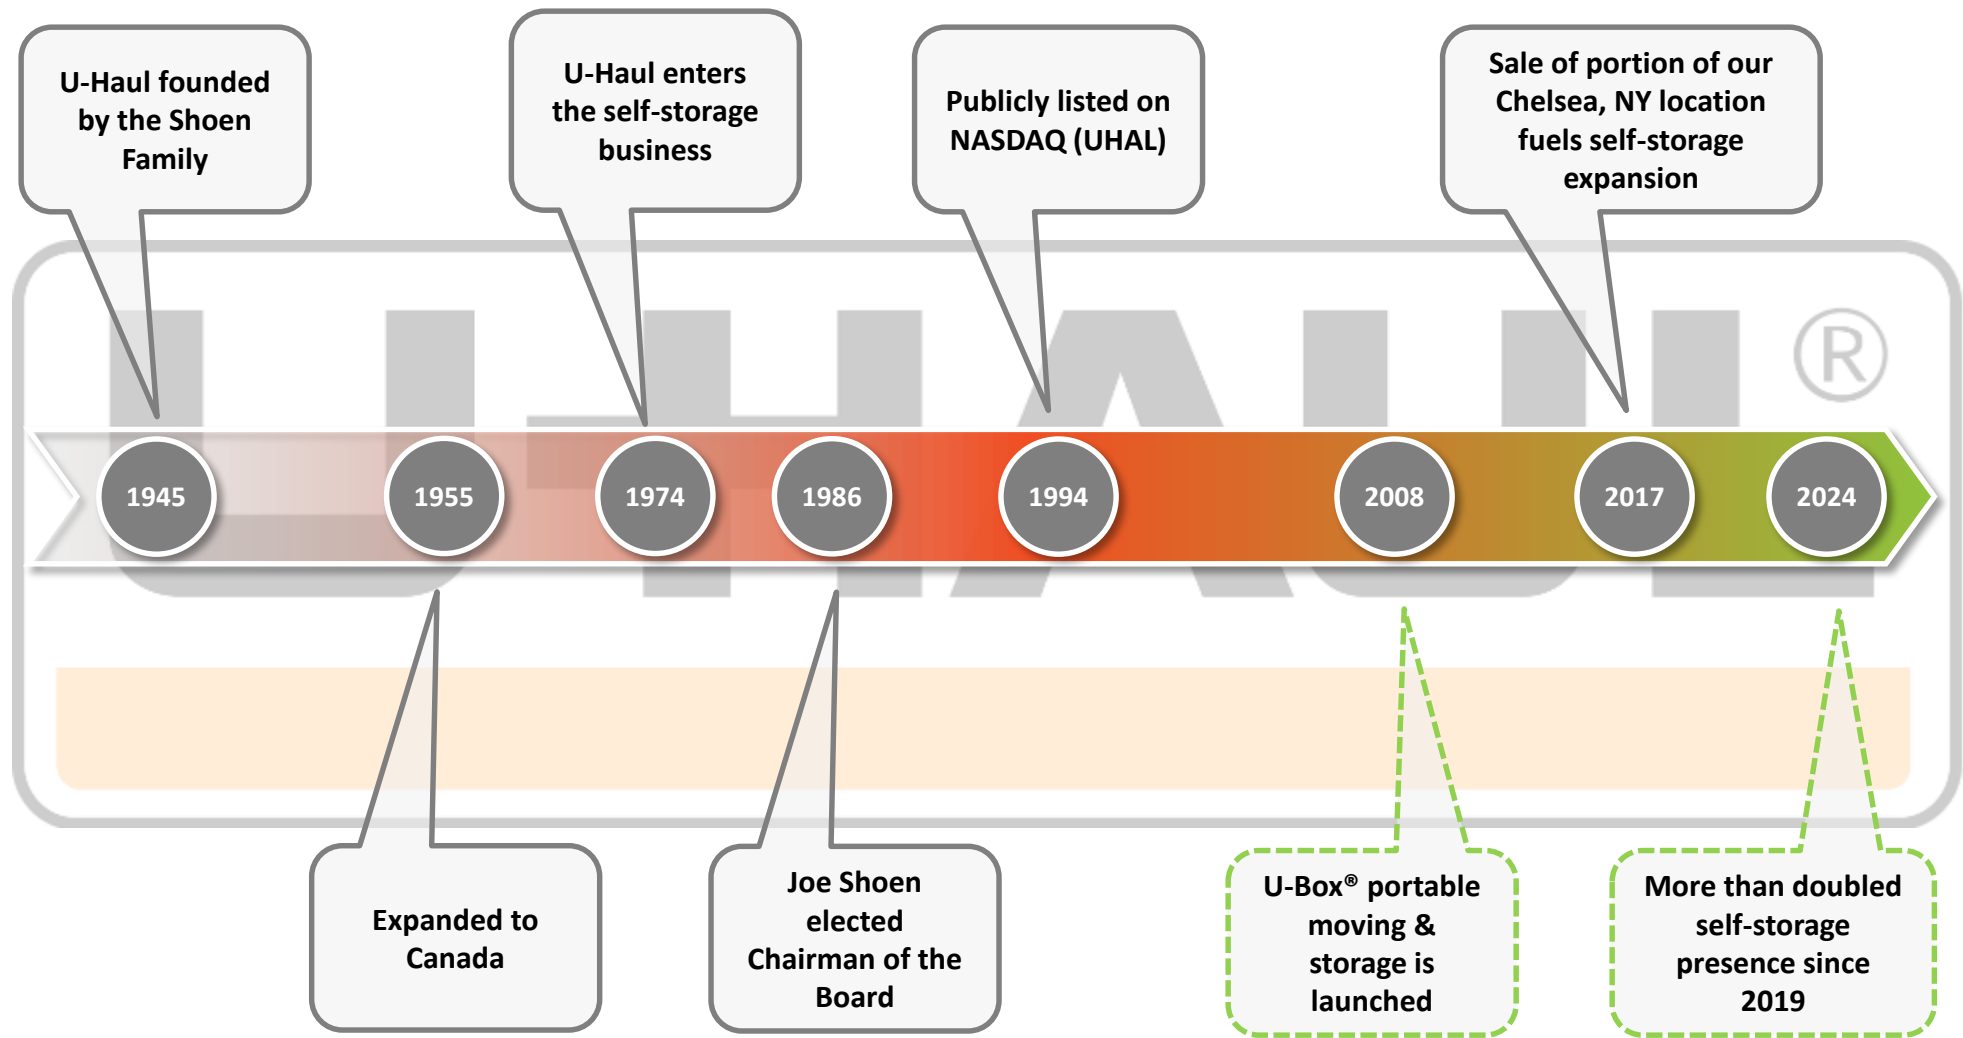 U-Haul founded
by the Shoen
Family
U-Haul enters
the self-storage
business
Publicly listed on
NASDAQ (UHAL)
Sale of portion of our
Chelsea, NY location
fuels self-storage
expansion
U-HAUL®
1945
1955
1974
1986
1994
2008
2017
2024
Expanded to
Canada
Joe Shoen
elected
Chairman of the
Board
U-Box® portable
moving &
storage is
launched
More than doubled
self-storage
presence since
2019